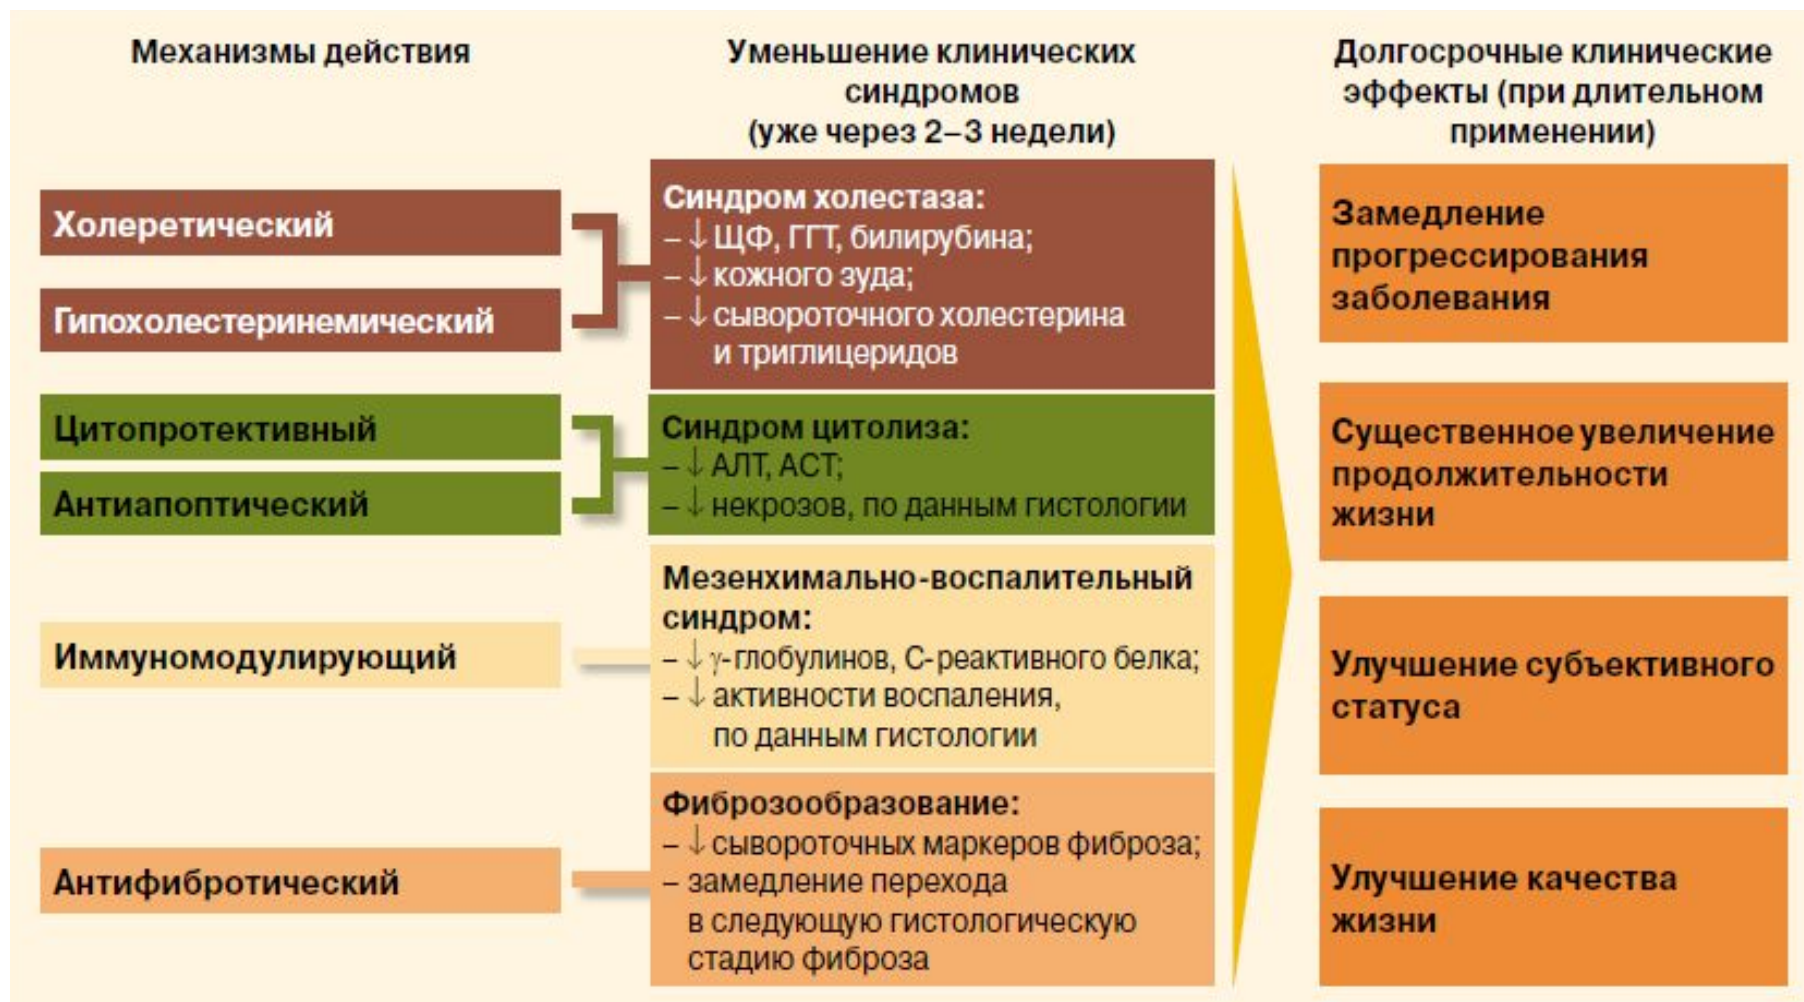 Механизмы действия
Уменьшение клинических
синдромов
(уже через 2–3 недели)
Долгосрочные клинические
эффекты (при длительном
применении)
Холеретический
Гипохолестеринемический
Синдром холестаза:
– ↓ ЩФ, ГГТ, билирубина;
– ↓ кожного зуда;
– ↓ сывороточного холестерина
и триглицеридов
Цитопротективный
Антиапоптический
Синдром цитолиза:
– ↓ АЛТ, АСТ;
– ↓ некрозов, по данным гистологии
Иммуномодулирующий
Мезенхимально-воспалительный
синдром:
– ↓ γ-глобулинов, С-реактивного белка;
– ↓ активности воспаления,
по данным гистологии
Антифибротический
Фиброзообразование:
– ↓ сывороточных маркеров фиброза;
– замедление перехода
в следующую гистологическую
стадию фиброза
Замедление
прогрессирования
заболевания
Существенное увеличение
продолжительности
жизни
Улучшение субъективного
статуса
Улучшение качества
жизни